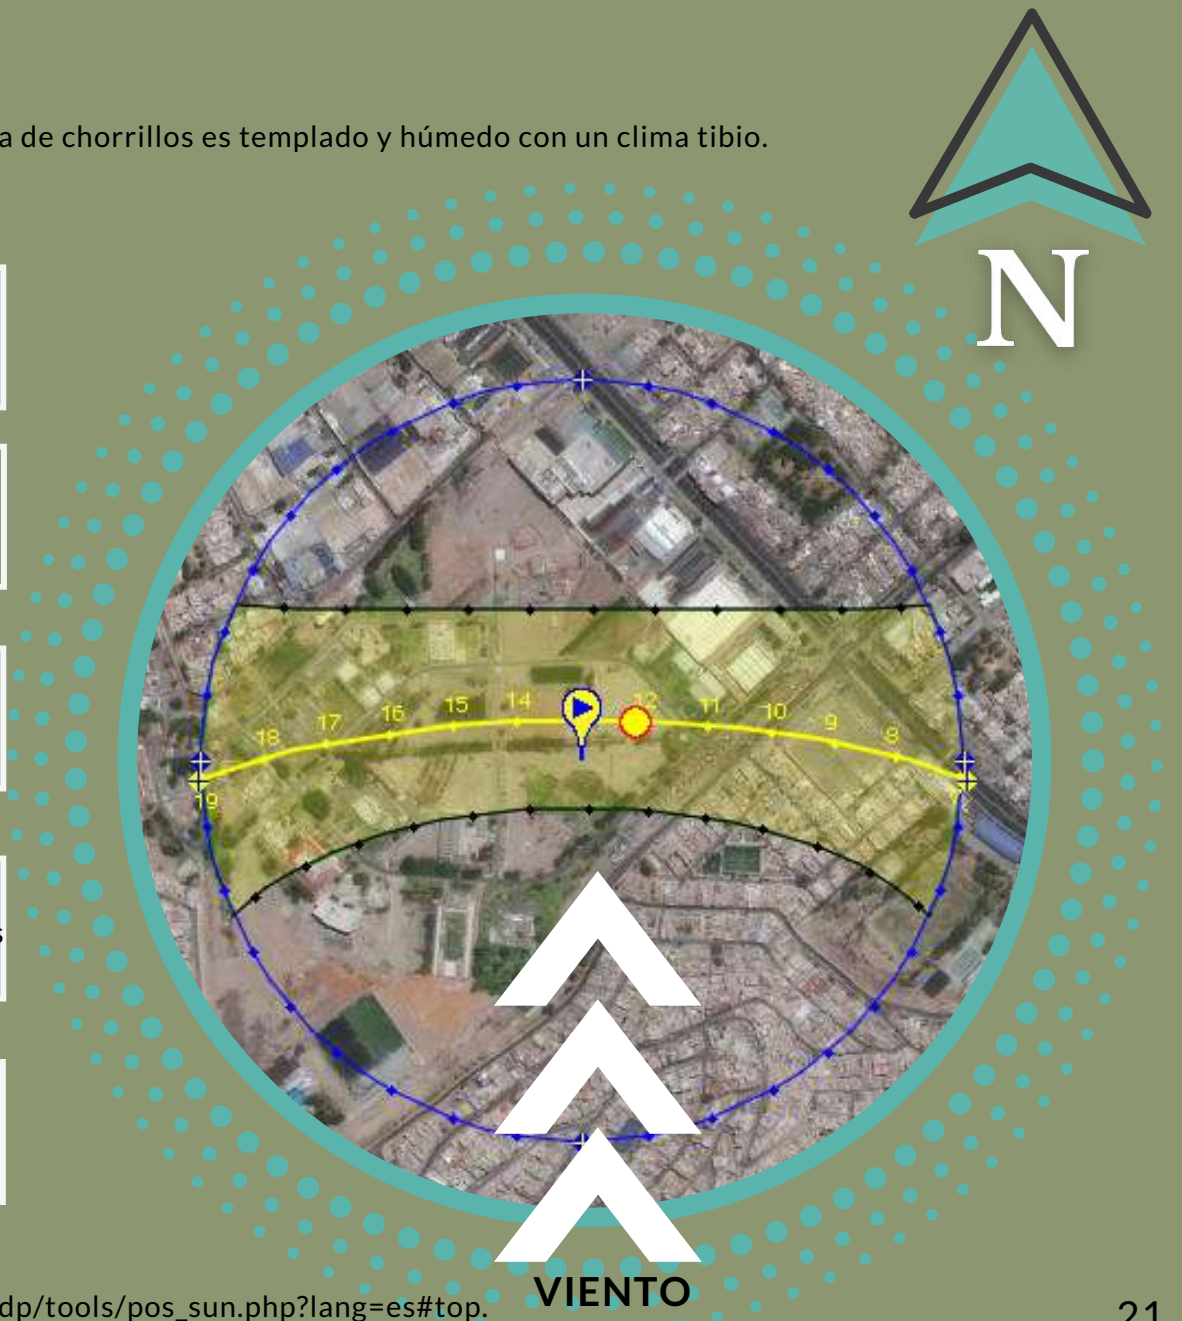 a de chorrillos es templado y húmedo con un clima tibio.
N
12
14
11
15
10
16
9
17
8
18
19
s
VIENTO
dp/tools/pos_sun.php?lang=es#top.
21